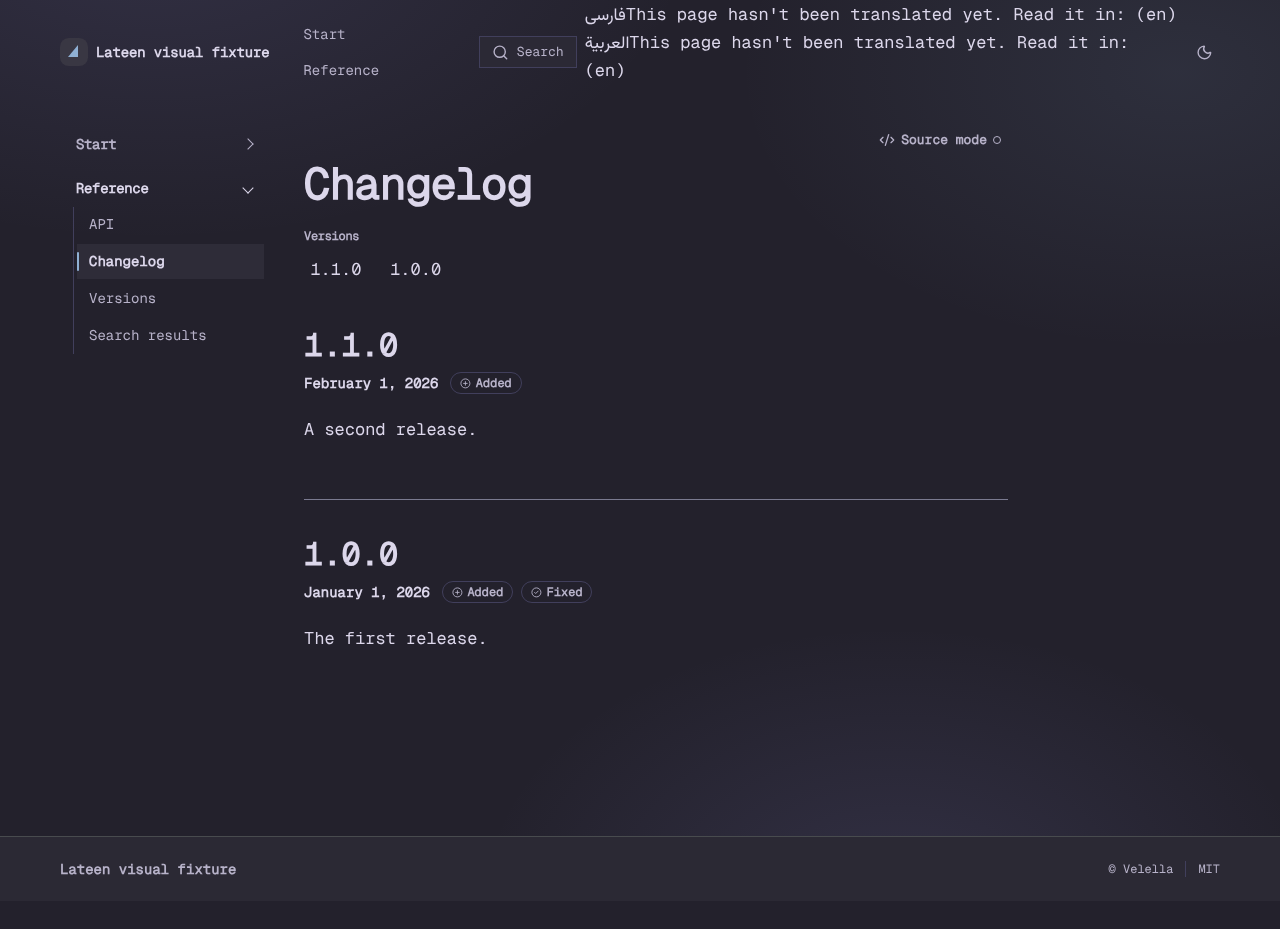 Lateen visual fixture
Start
Reference
Search
فارسیThis page hasn't been translated yet. Read it in: (en)
العربيةThis page hasn't been translated yet. Read it in:
(en)
Start
Reference
API
Changelog
Versions
Search results
Source mode
Changelog
Versions
1.1.0 1.0.0
1.1.0
February 1, 2026 Added
A second release.
1.0.0
January 1, 2026 Added Fixed
The first release.
Lateen visual fixture
© Velella MIT